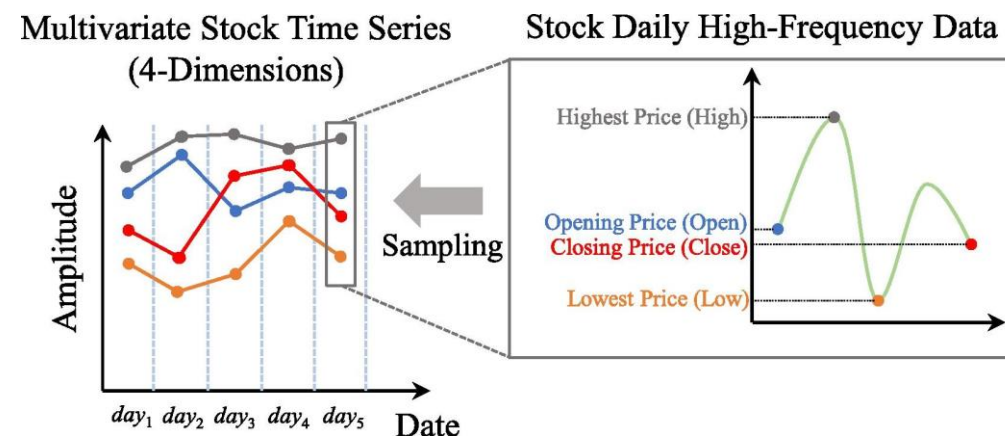 Multivariate Stock Time Series
(4-Dimensions)
Stock Daily High-Frequency Data
Amplitude
Sampling
Highest Price (High)
Opening Price (Open)
Closing Price (Close)
Lowest Price (Low)
day₁ day₂ day₃ day₄ day₅
Date